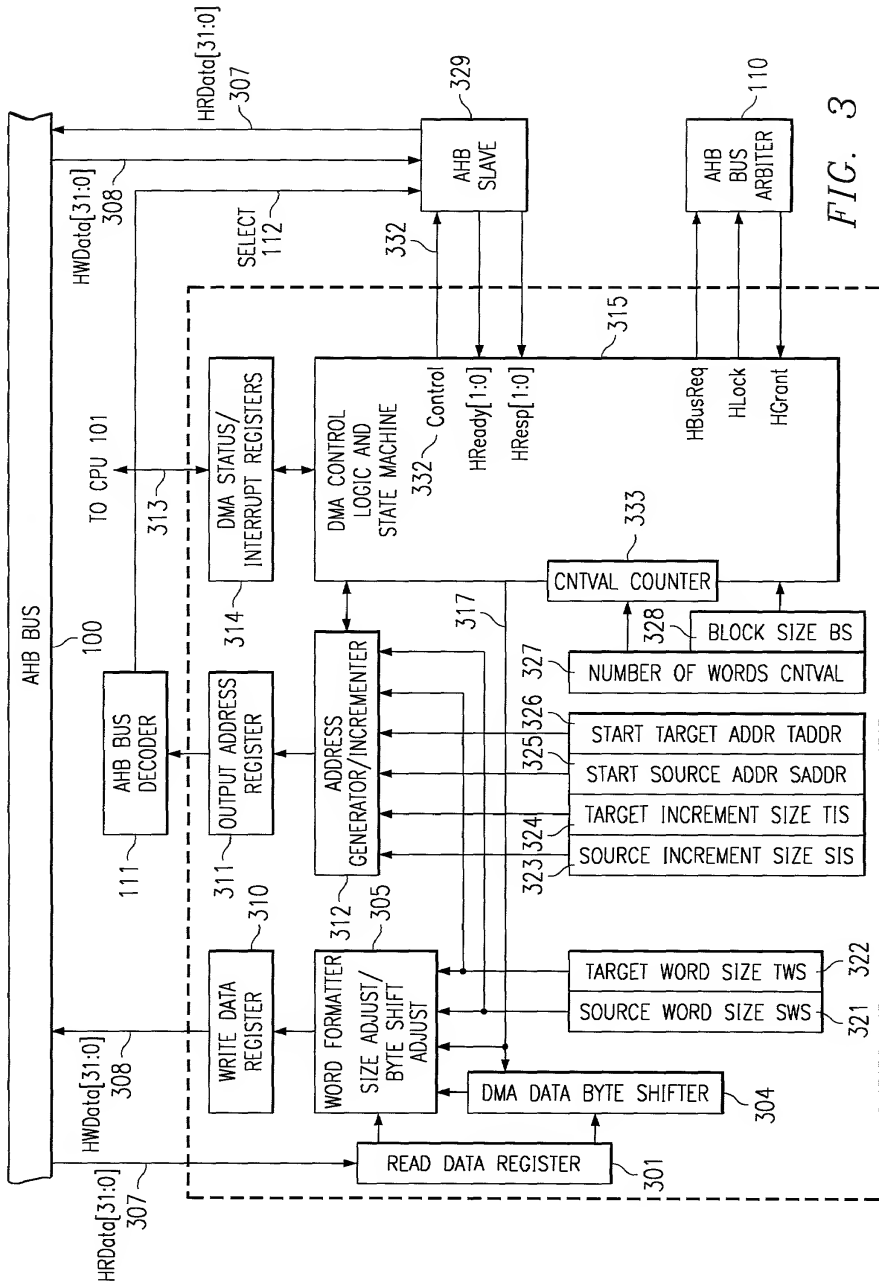 AHB BUS
100
HRData[31:0]
307
HWData[31:0]
308
AHB BUS
DECODER
111
TO CPU 101
313
HWData[31:0]
308
SELECT
112
HRData[31:0]
307
WRITE DATA
REGISTER
310
OUTPUT ADDRESS
REGISTER
311
DMA STATUS/
INTERRUPT REGISTERS
314
332
AHB
SLAVE
329
READ DATA REGISTER
301
WORD FORMATTER
SIZE ADJUST/
BYTE SHIFT
ADJUST
305
DMA DATA BYTE SHIFTER
304
ADDRESS
GENERATOR/INCREMENTER
312
317
DMA CONTROL
LOGIC AND
STATE MACHINE
315
332
Control
HReady[1:0]
HResp[1:0]
HBusReq
HLock
HGrant
AHB
BUS
ARBITER
110
CNTVAL COUNTER
333
TARGET WORD SIZE TWS
322
SOURCE WORD SIZE SWS
321
326
START TARGET ADDR TADDR
325
START SOURCE ADDR SADDR
324
TARGET INCREMENT SIZE TIS
323
SOURCE INCREMENT SIZE SIS
328
BLOCK SIZE BS
327
NUMBER OF WORDS CNTVAL
FIG. 3